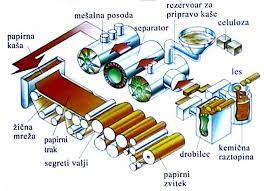 mešalna posoda
separator
rezervoar za
pripravo kaše
celuloza
papirna
kaša
les
žična
mreža
papirni
trak
segreti valji
papirni
zvitek
drobilec
kemična
raztopina